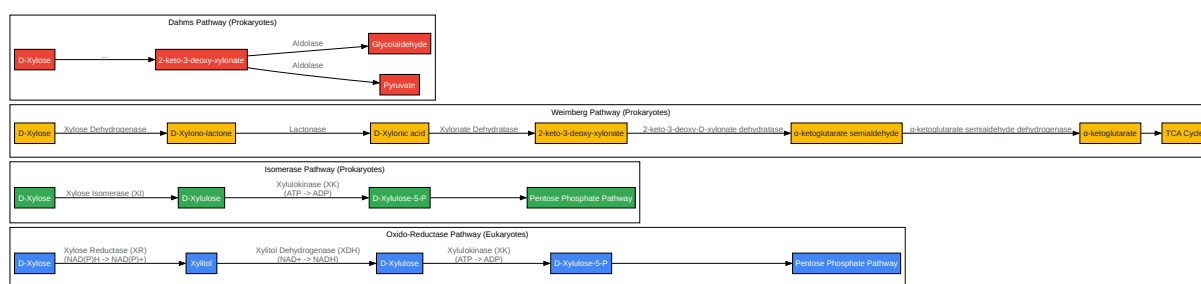 Dahms Pathway (Prokaryotes)
D-Xylose
...
2-keto-3-deoxy-xylonate
Aldolase
Glycolaldehyde
Aldolase
Pyruvate
Weimberg Pathway (Prokaryotes)
D-Xylose
Xylose Dehydrogenase
D-Xylono-lactone
Lactonase
D-Xylonic acid
Xylonate Dehydratase
2-keto-3-deoxy-xylonate
2-keto-3-deoxy-D-xylonate dehydratase
α-ketoglutarate semialdehyde
α-ketoglutarate semialdehyde dehydrogenase
α-ketoglutarate
TCA Cycle
Isomerase Pathway (Prokaryotes)
D-Xylose
Xylose Isomerase (XI)
D-Xylulose
Xylulokinase (XK)
(ATP -> ADP)
D-Xylulose-5-P
Pentose Phosphate Pathway
Oxido-Reductase Pathway (Eukaryotes)
D-Xylose
Xylose Reductase (XR)
(NAD(P)H -> NAD(P)+)
Xylitol
Xylitol Dehydrogenase (XDH)
(NAD+ -> NADH)
D-Xylulose
Xylulokinase (XK)
(ATP -> ADP)
D-Xylulose-5-P
Pentose Phosphate Pathway